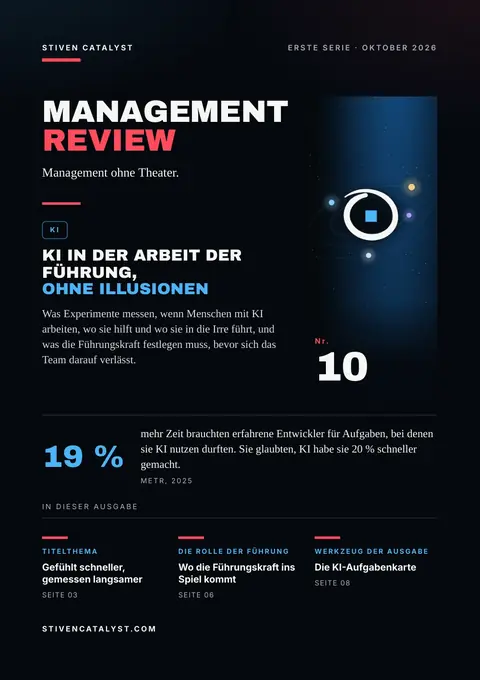 STIVEN CATALYST
ERSTE SERIE · OKTOBER 2026
MANAGEMENT
REVIEW
Management ohne Theater.
KI
KI IN DER ARBEIT DER
FÜHRUNG,
OHNE ILLUSIONEN
Was Experimente messen, wenn Menschen mit KI
arbeiten, wo sie hilft und wo sie in die Irre führt, und
was die Führungskraft festlegen muss, bevor sich das
Team darauf verlässt.
Nr.
10
19 %
mehr Zeit brauchten erfahrene Entwickler für Aufgaben, bei denen
sie KI nutzen durften. Sie glaubten, KI habe sie 20 % schneller
gemacht.
METR, 2025
IN DIESER AUSGABE
TITELTHEMA
Gefühlt schneller,
gemessen langsamer
SEITE 03
DIE ROLLE DER FÜHRUNG
Wo die Führungskraft ins
Spiel kommt
SEITE 06
WERKZEUG DER AUSGABE
Die KI-Aufgabenkarte
SEITE 08
STIVENCATALYST.COM